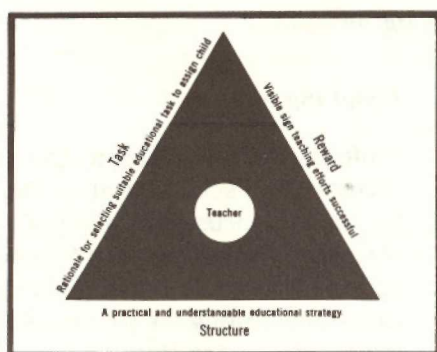 Task
Rationale for selecting suitable educational task to assign child
Reward
Visible sign teaching efforts successful
Teacher
A practical and understandable educational strategy
Structure